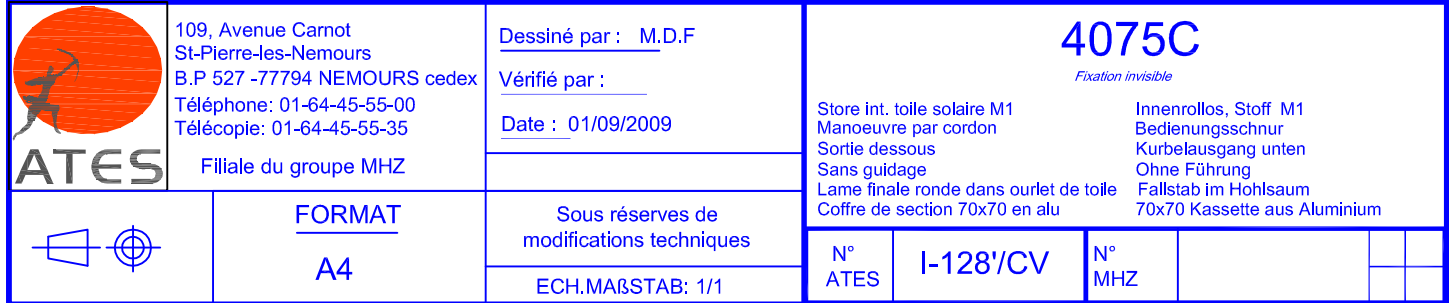 109, Avenue Carnot
St-Pierre-les-Nemours
B.P 527 -77794 NEMOURS cedex
Téléphone: 01-64-45-55-00
Télécopie: 01-64-45-55-35
Filiale du groupe MHZ
ATES
Dessiné par : M.D.F
Vérifié par :
Date : 01/09/2009
4075C
Fixation invisible
Store int. toile solaire M1
Manoeuvre par cordon
Sortie dessous
Sans guidage
Lame finale ronde dans ourlet de toile
Coffre de section 70x70 en alu
Innenrollos, Stoff M1
Bedienungsschnur
Kurbelausgang unten
Ohne Führung
Fallstab im Hohlsaum
70x70 Kassette aus Aluminium
FORMAT
A4
Sous réserves de
modifications techniques
ECH.MAßSTAB: 1/1
N°
ATES
I-128'/CV
N°
MHZ